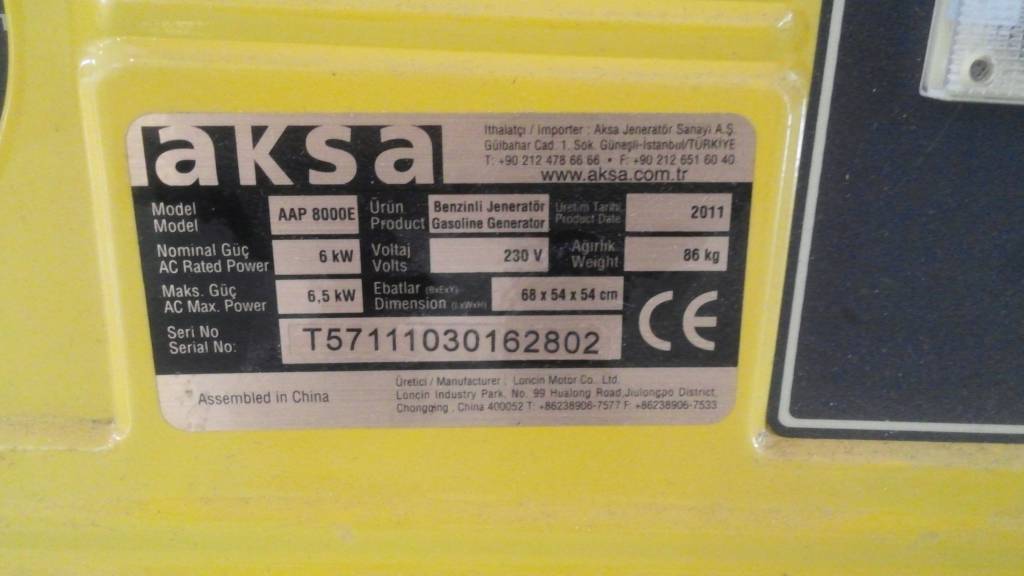 aksa
İthalatçı / Importer : Aksa Jeneratör Sanayi A.Ş.
Gülbahar Cad. 1. Sok. Güneşli-İstanbul/TÜRKİYE
T: +90 212 478 66 66 • F: +90 212 651 60 40
www.aksa.com.tr
Model
Model
AAP 8000E
Ürün
Product
Benzinli Jeneratör
Gasoline Generator
Üretim Tarihi
Product Date
2011
Nominal Güç
AC Rated Power
6 kW
Voltaj
Volts
230 V
Ağırlık
Weight
86 kg
Maks. Güç
AC Max. Power
6,5 kW
Ebatlar (BxExY)
Dimension (LxWxH)
68 x 54 x 54 cm
CE
Seri No
Serial No:
T57111030162802
Assembled in China
Üretici / Manufacturer : Loncin Motor Co., Ltd.
Loncin Industry Park, No. 99 Hualong Road,Jiulongpo District,
Chongqing , China 400052 T: +86238906-7577 F: +86238906-7533